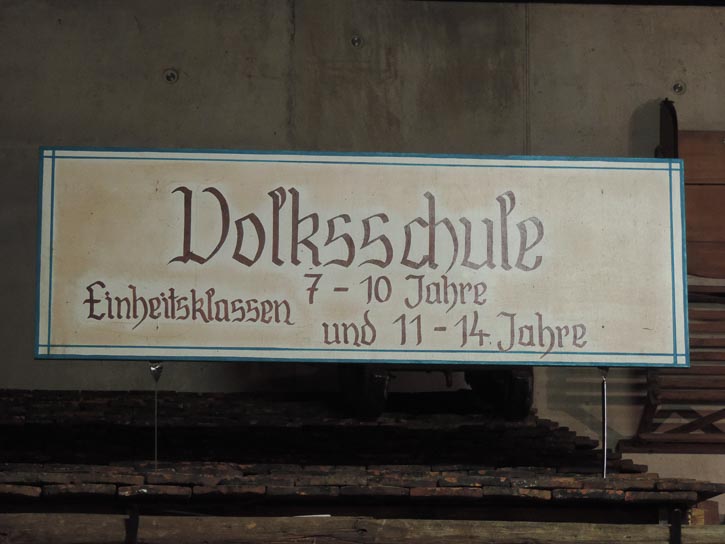 Volksschule
Einheitsklassen 7 - 10 Jahre
und 11 - 14 Jahre